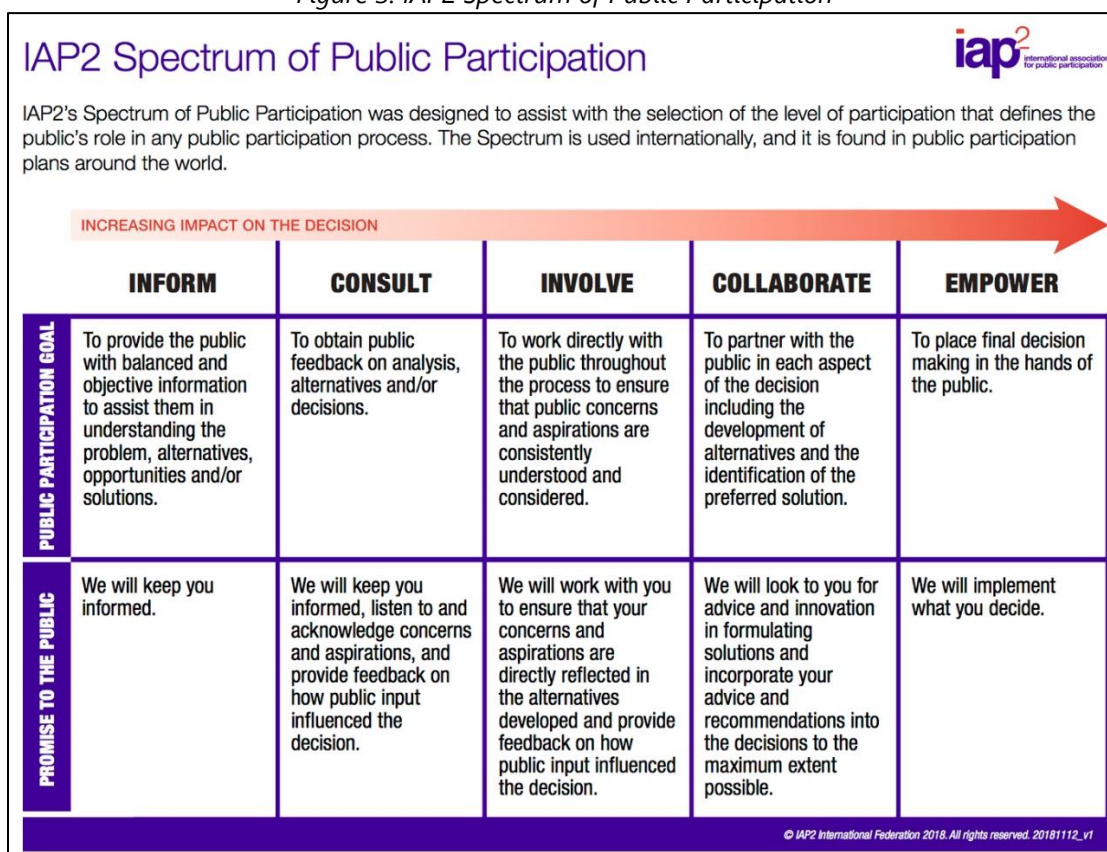 Figure 3: IAP2 Spectrum of Public Participation
IAP2 Spectrum of Public Participation
iap2
international association
for public participation
IAP2's Spectrum of Public Participation was designed to assist with the selection of the level of participation that defines the
public's role in any public participation process. The Spectrum is used internationally, and it is found in public participation
plans around the world.
INCREASING IMPACT ON THE DECISION
INFORM
CONSULT
INVOLVE
COLLABORATE
EMPOWER
PUBLIC PARTICIPATION GOAL
To provide the public
with balanced and
objective information
to assist them in
understanding the
problem, alternatives,
opportunities and/or
solutions.
To obtain public
feedback on analysis,
alternatives and/or
decisions.
To work directly with
the public throughout
the process to ensure
that public concerns
and aspirations are
consistently
understood and
considered.
To partner with the
public in each aspect
of the decision
including the
development of
alternatives and the
identification of the
preferred solution.
To place final decision
making in the hands of
the public.
PROMISE TO THE PUBLIC
We will keep you
informed.
We will keep you
informed, listen to and
acknowledge concerns
and aspirations, and
provide feedback on
how public input
influenced the
decision.
We will work with you
to ensure that your
concerns and
aspirations are
directly reflected in
the alternatives
developed and provide
feedback on how
public input influenced
the decision.
We will look to you for
advice and innovation
in formulating
solutions and
incorporate your
advice and
recommendations into
the decisions to the
maximum extent
possible.
We will implement
what you decide.
© IAP2 International Federation 2018. All rights reserved. 20181112_v1